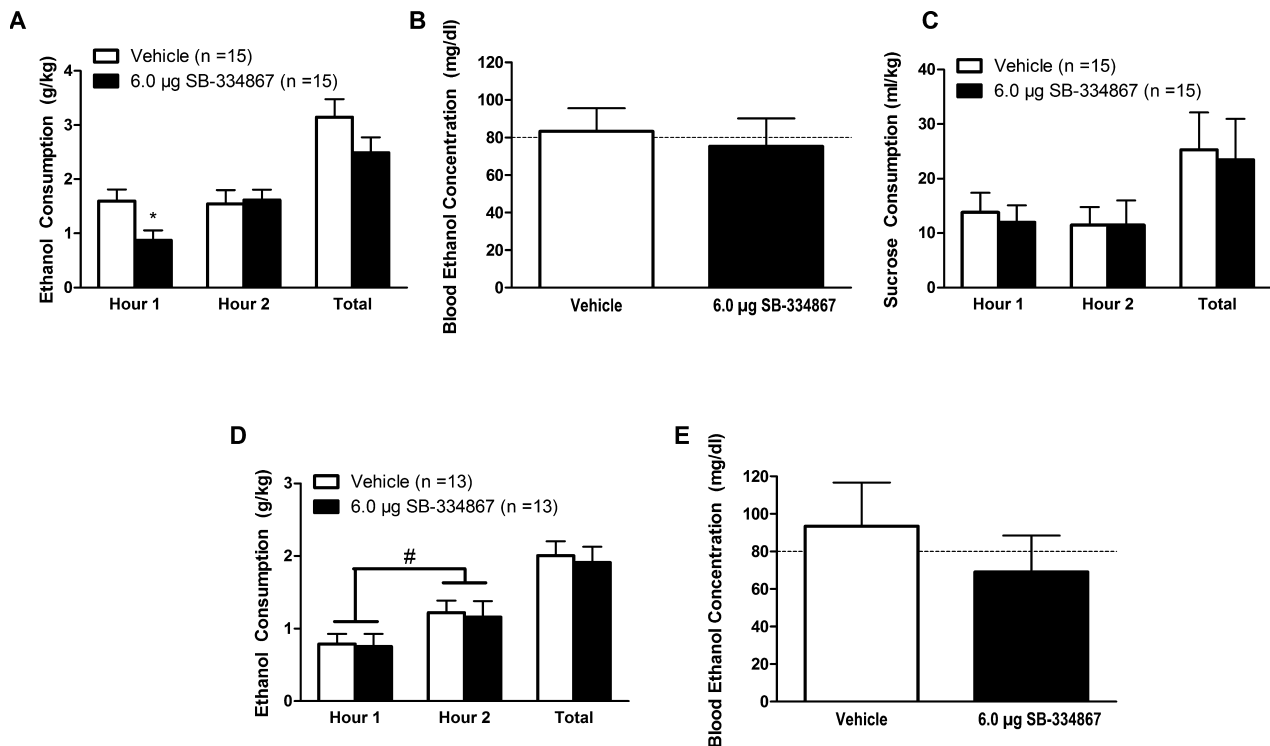 A
Vehicle (n =15)
6.0 µg SB-334867 (n =15)
Ethanol Consumption (g/kg)
4
3
2
1
0
*
Hour 1 Hour 2 Total
B
Blood Ethanol Concentration (mg/dl)
120
100
80
60
40
20
0
Vehicle 6.0 µg SB-334867
C
Vehicle (n =15)
6.0 µg SB-334867 (n =15)
Sucrose Consumption (ml/kg)
40
30
20
10
0
Hour 1 Hour 2 Total
D
Vehicle (n =13)
6.0 µg SB-334867 (n =13)
Ethanol Consumption (g/kg)
3
2
1
0
#
Hour 1 Hour 2 Total
E
Blood Ethanol Concentration (mg/dl)
120
100
80
60
40
20
0
Vehicle 6.0 µg SB-334867